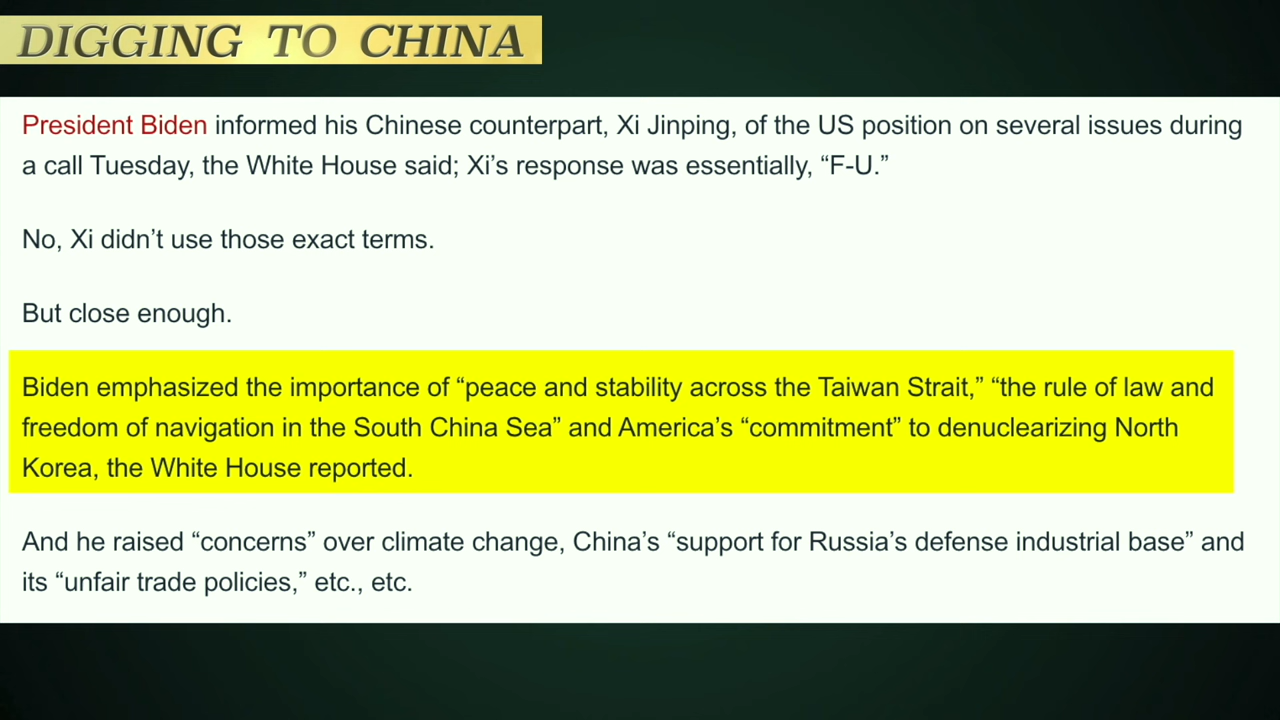 DIGGING TO CHINA
President Biden informed his Chinese counterpart, Xi Jinping, of the US position on several issues during
a call Tuesday, the White House said; Xi’s response was essentially, “F-U.”
No, Xi didn’t use those exact terms.
But close enough.
Biden emphasized the importance of “peace and stability across the Taiwan Strait,” “the rule of law and
freedom of navigation in the South China Sea” and America’s “commitment” to denuclearizing North
Korea, the White House reported.
And he raised “concerns” over climate change, China’s “support for Russia’s defense industrial base” and
its “unfair trade policies,” etc., etc.